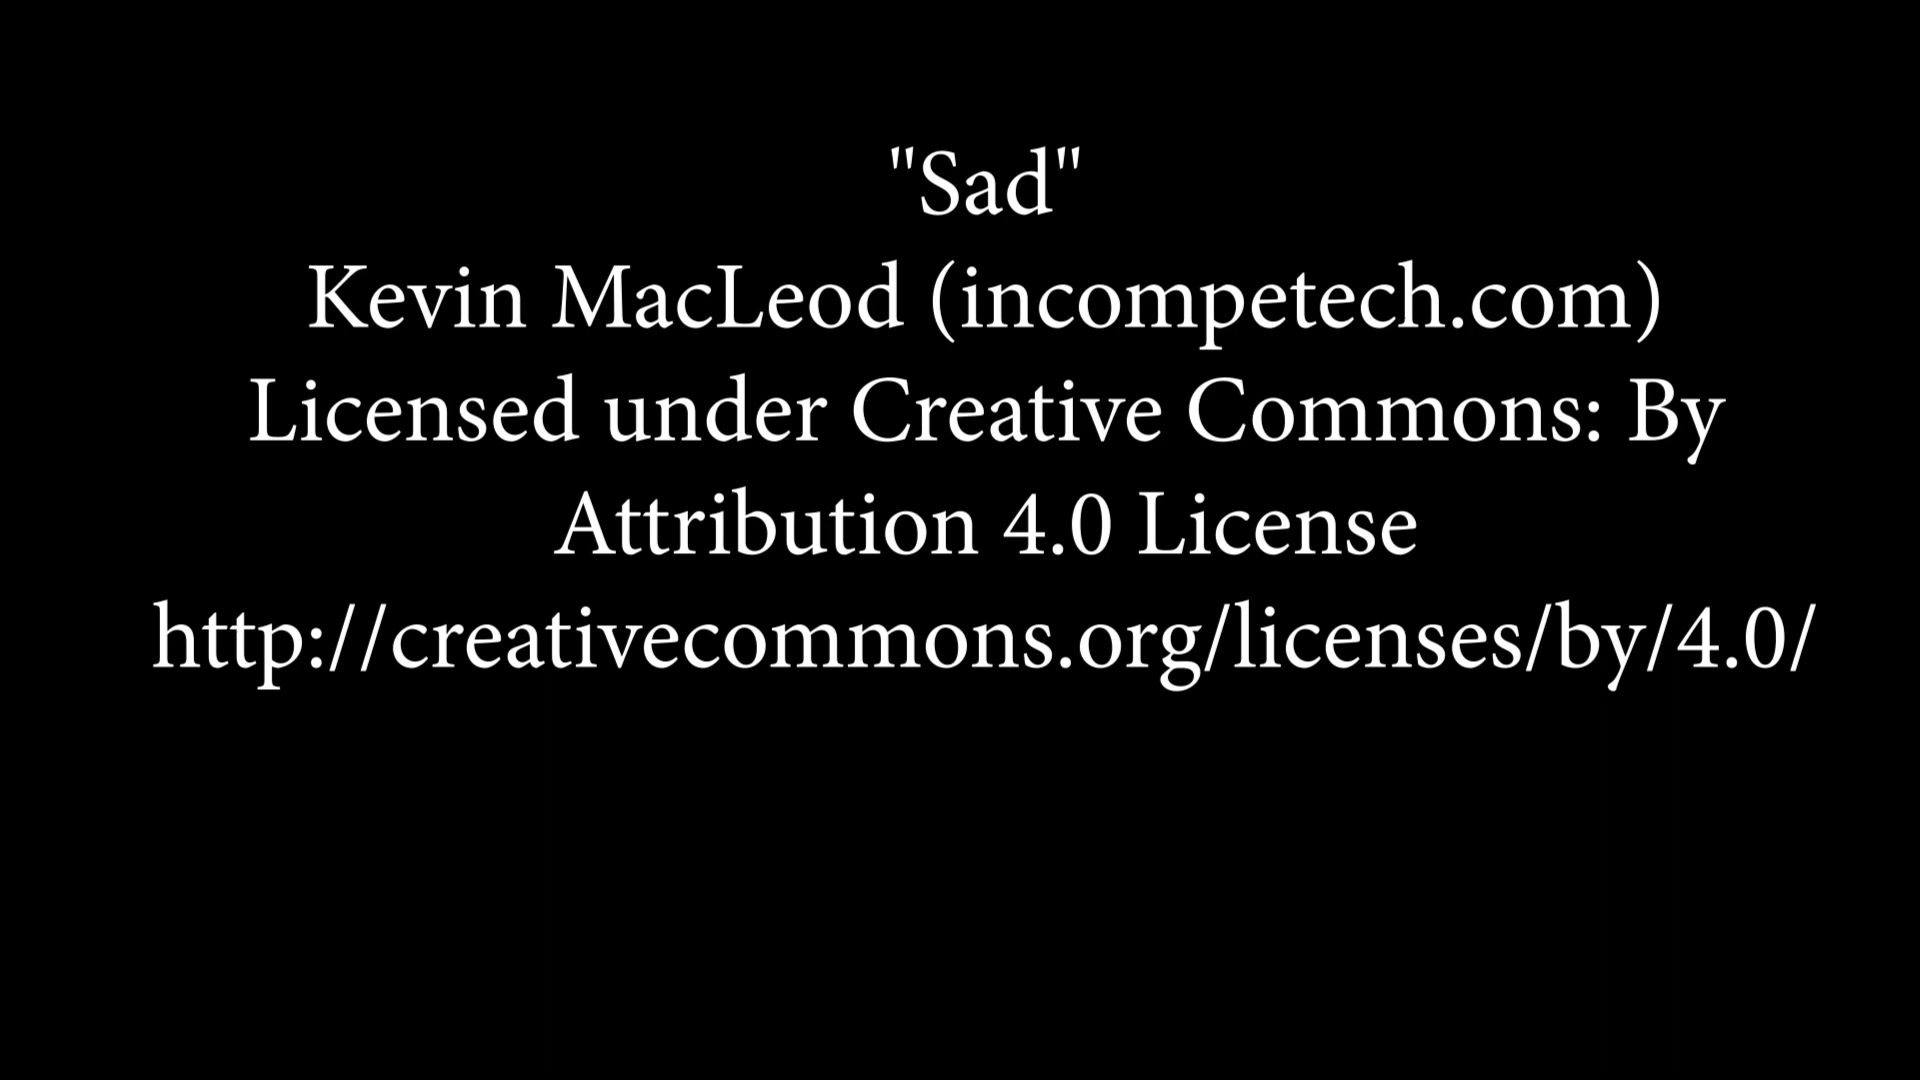 "Sad"
Kevin MacLeod (incompetech.com)
Licensed under Creative Commons: By
Attribution 4.0 License
http://creativecommons.org/licenses/by/4.0/